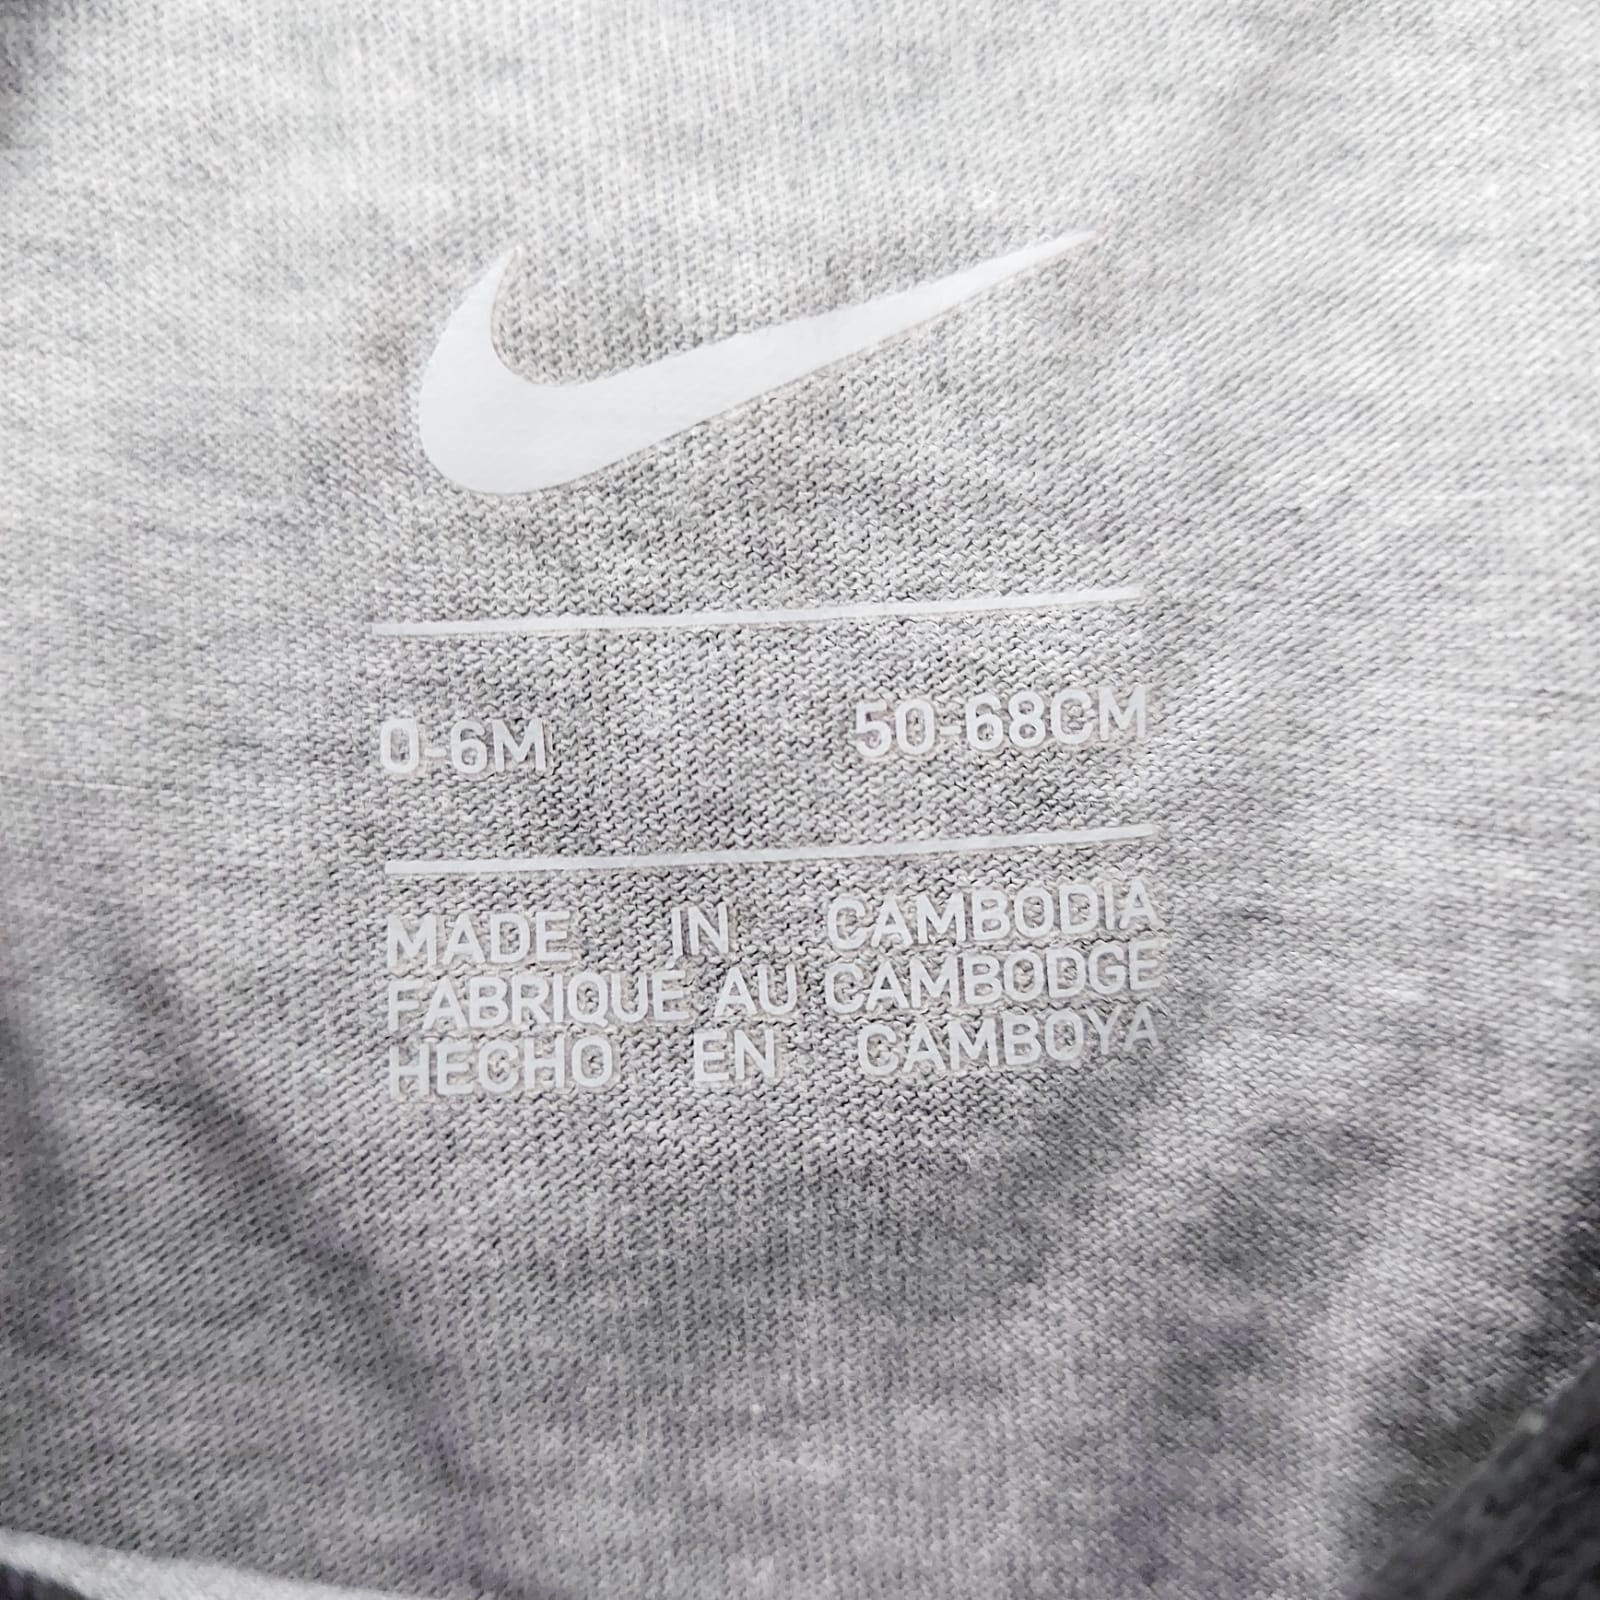 0-6M 50-68CM
MADE IN CAMBODIA
FABRIQUE AU CAMBODGE
HECHO EN CAMBOYA